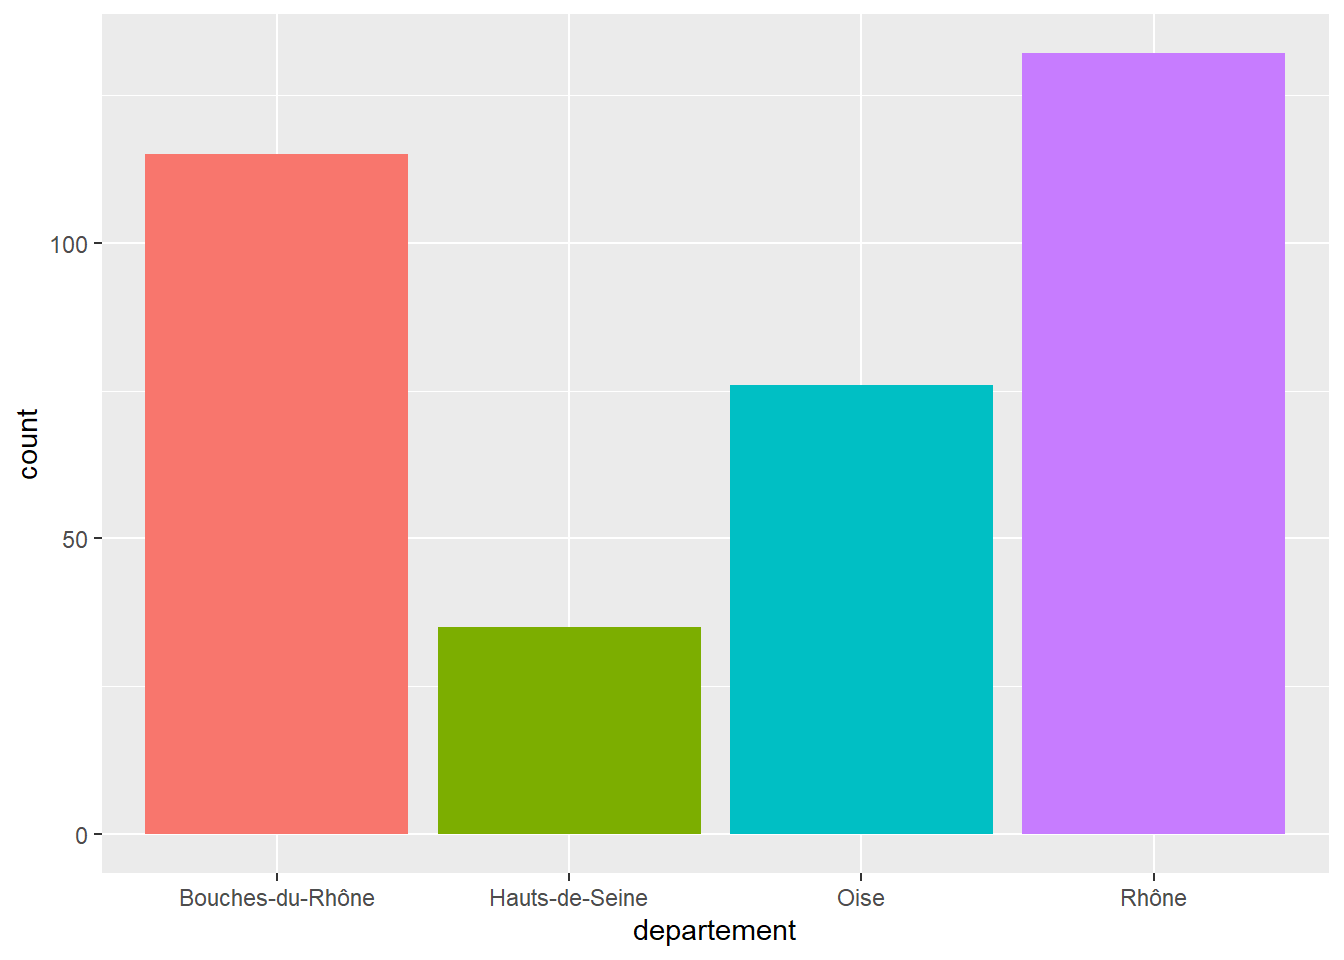 count
100
50
0
Bouches-du-Rhône
Hauts-de-Seine
Oise
Rhône
departement